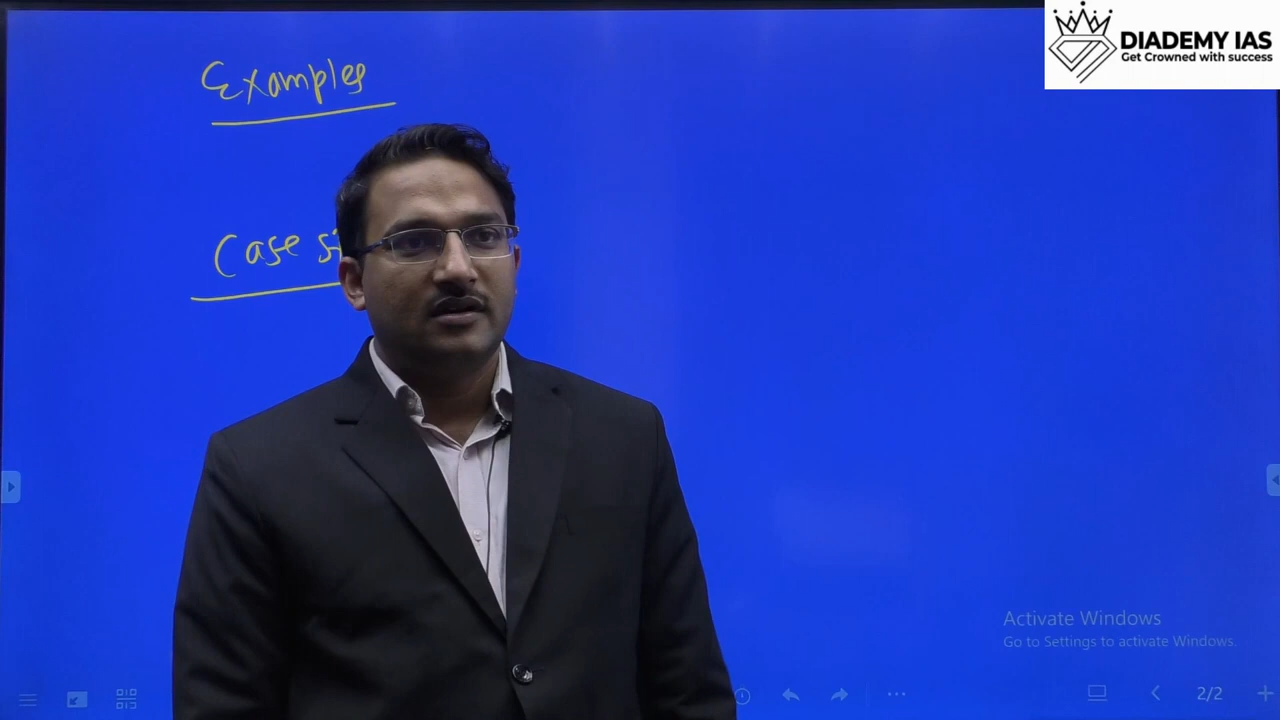 DIADEMY IAS
Get Crowned with success
Examples
Case
Activate Windows
Go to Settings to activate Windows.
2/2